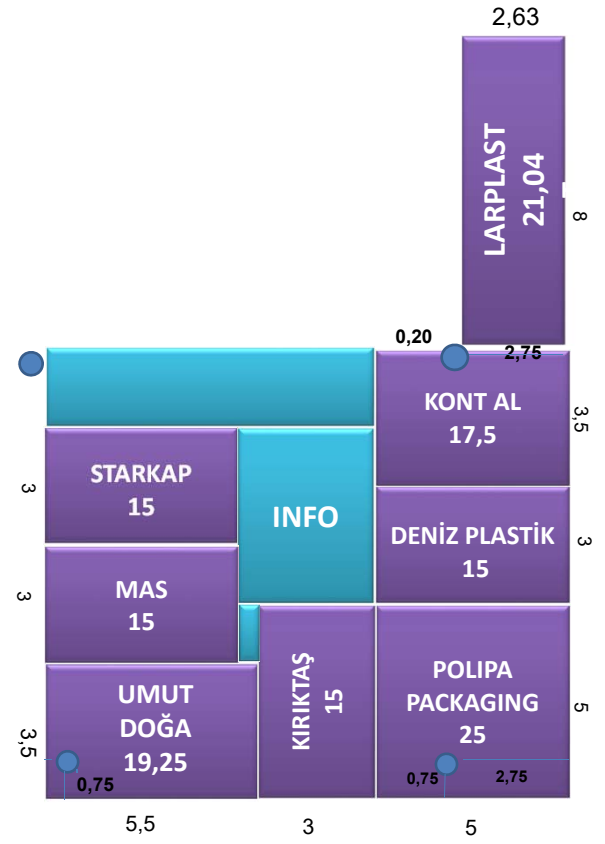 2,63
LARPLAST
21,04
8
0,20
2,75
KONT AL
17,5
3,5
STARKAP
15
3
INFO
DENİZ PLASTİK
15
3
MAS
15
3
UMUT
DOĞA
19,25
3,5
0,75
KIRIKTAŞ
15
POLIPA
PACKAGING
25
5
0,75
2,75
5,5
3
5